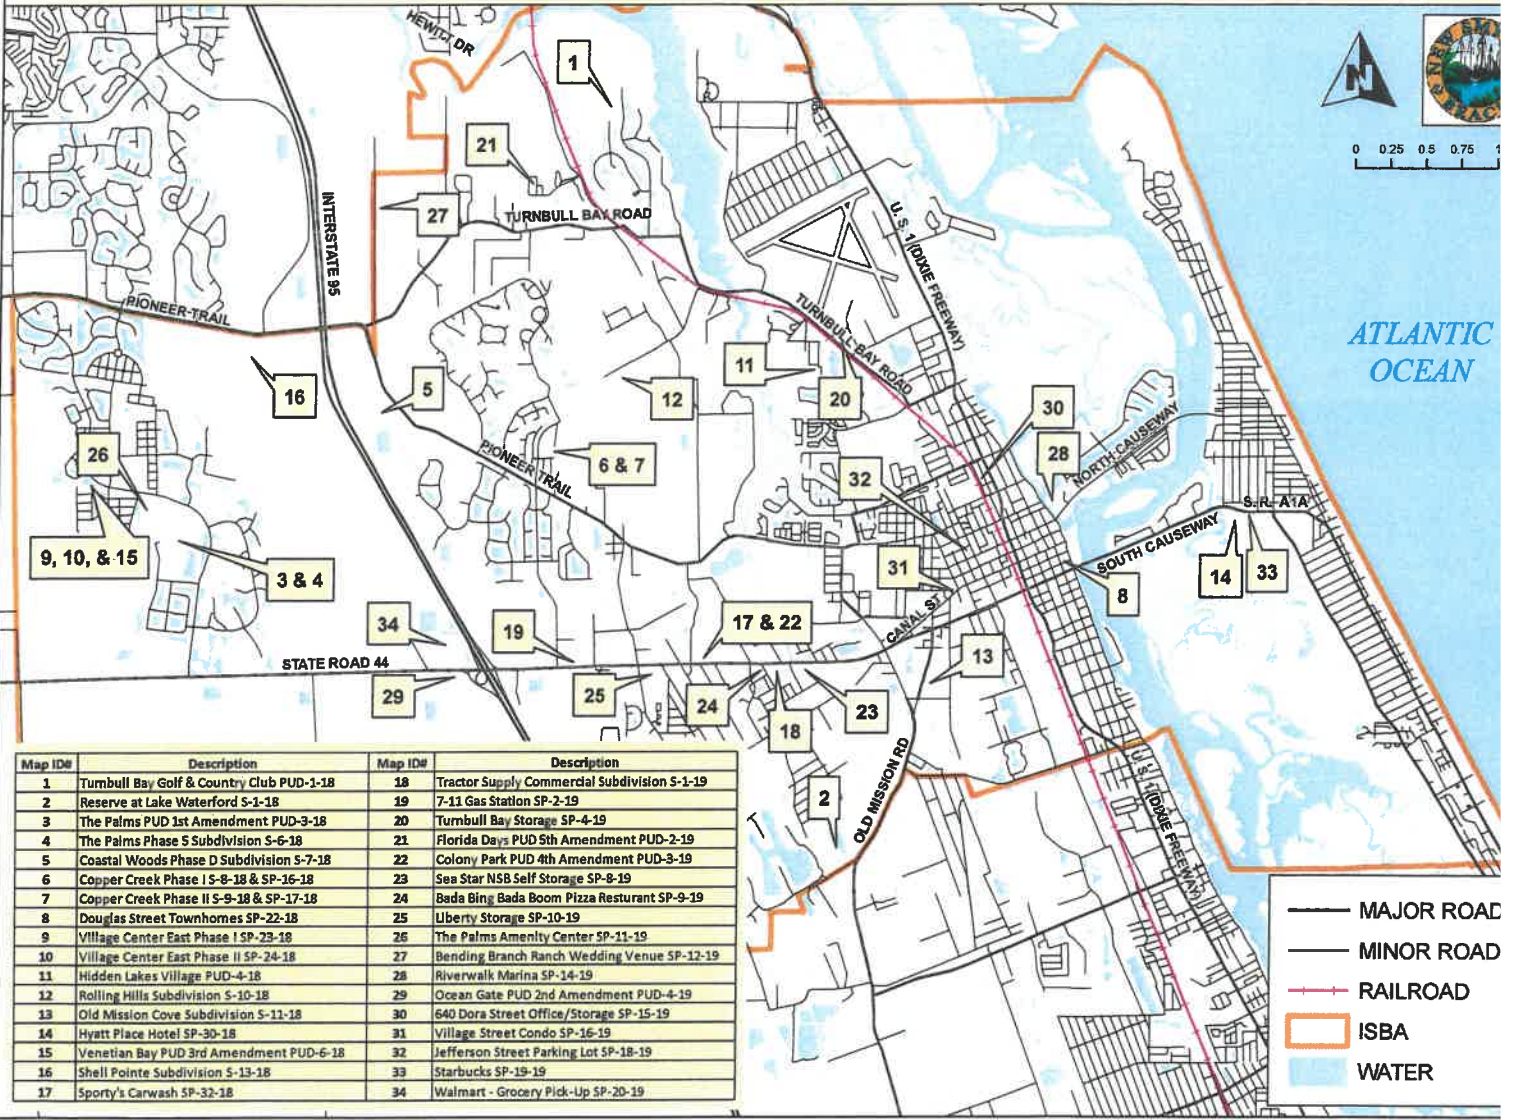 HEWITT DR
1
N
NEW SMY
BEAC
21
0 0.25 0.5 0.75 1
27
TURNBULL BAY ROAD
INTERSTATE 95
U. S. 1 (DIXIE FREEWAY)
PIONEER TRAIL
TURNBULL BAY ROAD
ATLANTIC
OCEAN
11
16
5
12
20
30
26
PIONEER TRAIL
6 & 7
28
NORTH CAUSEWAY
32
S.R. A1A
9, 10, & 15
3 & 4
31
SOUTH CAUSEWAY
14
33
8
34
19
17 & 22
CANAL ST
13
STATE ROAD 44
29
25
24
18
23
OLD MISSION RD
2
U. S. 1 (DIXIE FREEWAY)
Map ID# Description Map ID# Description
1 Turnbull Bay Golf & Country Club PUD-1-18 18 Tractor Supply Commercial Subdivision S-1-19
2 Reserve at Lake Waterford S-1-18 19 7-11 Gas Station SP-2-19
3 The Palms PUD 1st Amendment PUD-3-18 20 Turnbull Bay Storage SP-4-19
4 The Palms Phase 5 Subdivision S-6-18 21 Florida Days PUD 5th Amendment PUD-2-19
5 Coastal Woods Phase D Subdivision S-7-18 22 Colony Park PUD 4th Amendment PUD-3-19
6 Copper Creek Phase I S-8-18 & SP-16-18 23 Sea Star NSB Self Storage SP-8-19
7 Copper Creek Phase II S-9-18 & SP-17-18 24 Bada Bing Bada Boom Pizza Resturant SP-9-19
8 Douglas Street Townhomes SP-22-18 25 Liberty Storage SP-10-19
9 Village Center East Phase I SP-23-18 26 The Palms Amenity Center SP-11-19
10 Village Center East Phase II SP-24-18 27 Bending Branch Ranch Wedding Venue SP-12-19
11 Hidden Lakes Village PUD-4-18 28 Riverwalk Marina SP-14-19
12 Rolling Hills Subdivision S-10-18 29 Ocean Gate PUD 2nd Amendment PUD-4-19
13 Old Mission Cove Subdivision S-11-18 30 640 Dora Street Office/Storage SP-15-19
14 Hyatt Place Hotel SP-30-18 31 Village Street Condo SP-16-19
15 Venetian Bay PUD 3rd Amendment PUD-6-18 32 Jefferson Street Parking Lot SP-18-19
16 Shell Pointe Subdivision S-13-18 33 Starbucks SP-19-19
17 Sporty's Carwash SP-32-18 34 Walmart - Grocery Pick-Up SP-20-19
MAJOR ROAD
MINOR ROAD
RAILROAD
ISBA
WATER